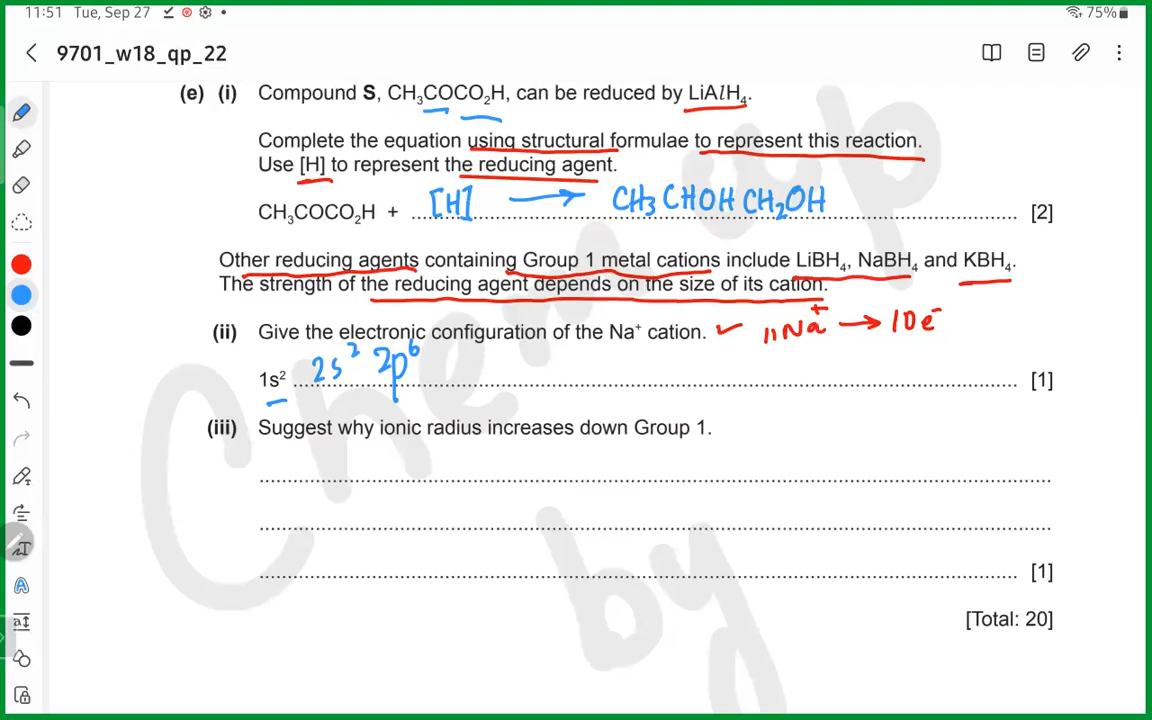 11:51 Tue, Sep 27 75%
9701_w18_qp_22
(e) (i) Compound S, CH₃COCO₂H, can be reduced by LiAlH₄.
Complete the equation using structural formulae to represent this reaction.
Use [H] to represent the reducing agent.
CH₃COCO₂H + [H] → CH₃CHOHCH₂OH [2]
Other reducing agents containing Group 1 metal cations include LiBH₄, NaBH₄ and KBH₄.
The strength of the reducing agent depends on the size of its cation.
(ii) Give the electronic configuration of the Na⁺ cation. ✓ ₁₁Na⁺ → 10e⁻
1s² 2s² 2p⁶ [1]
(iii) Suggest why ionic radius increases down Group 1.
[1]
[Total: 20]
Chem up
by